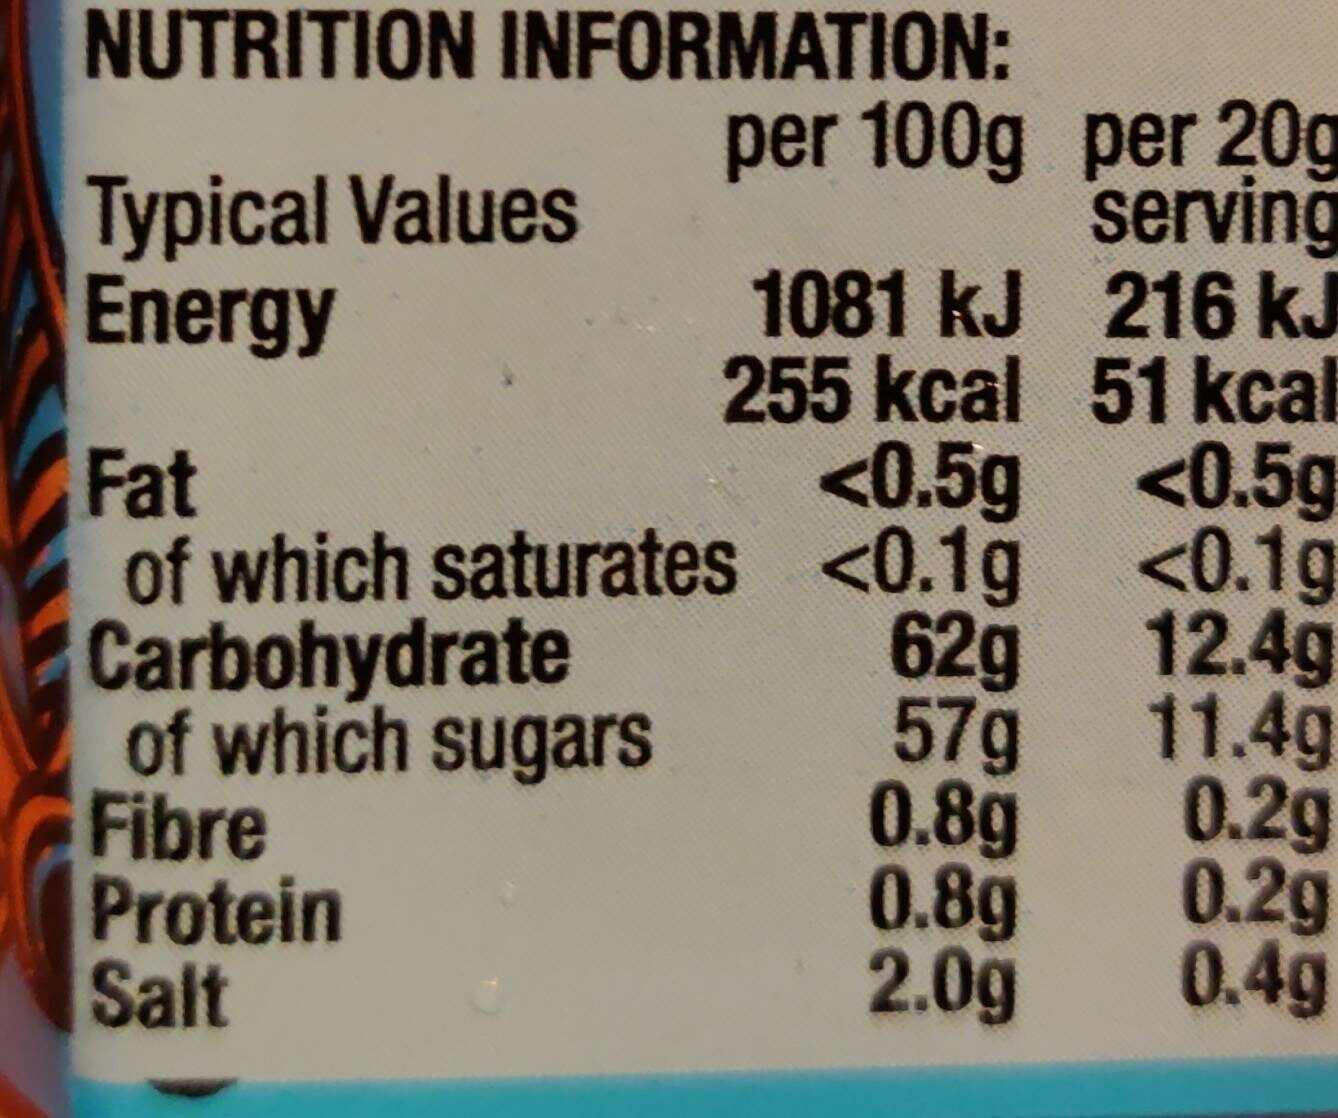 NUTRITION INFORMATION:
per 100g per 20g
Typical Values serving
Energy 1081 kJ 216 kJ
255 kcal 51 kcal
Fat <0.5g <0.5g
of which saturates <0.1g <0.1g
Carbohydrate 62g 12.4g
of which sugars 57g 11.4g
Fibre 0.8g 0.2g
Protein 0.8g 0.2g
Salt 2.0g 0.4g